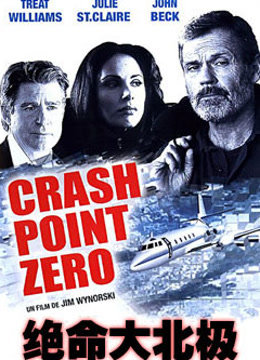 TREAT WILLIAMS
JULIE ST.CLAIRE
JOHN BECK
CRASH
POINT
ZERO
UN FILM DE JIM WYNORSKI
绝命大北极